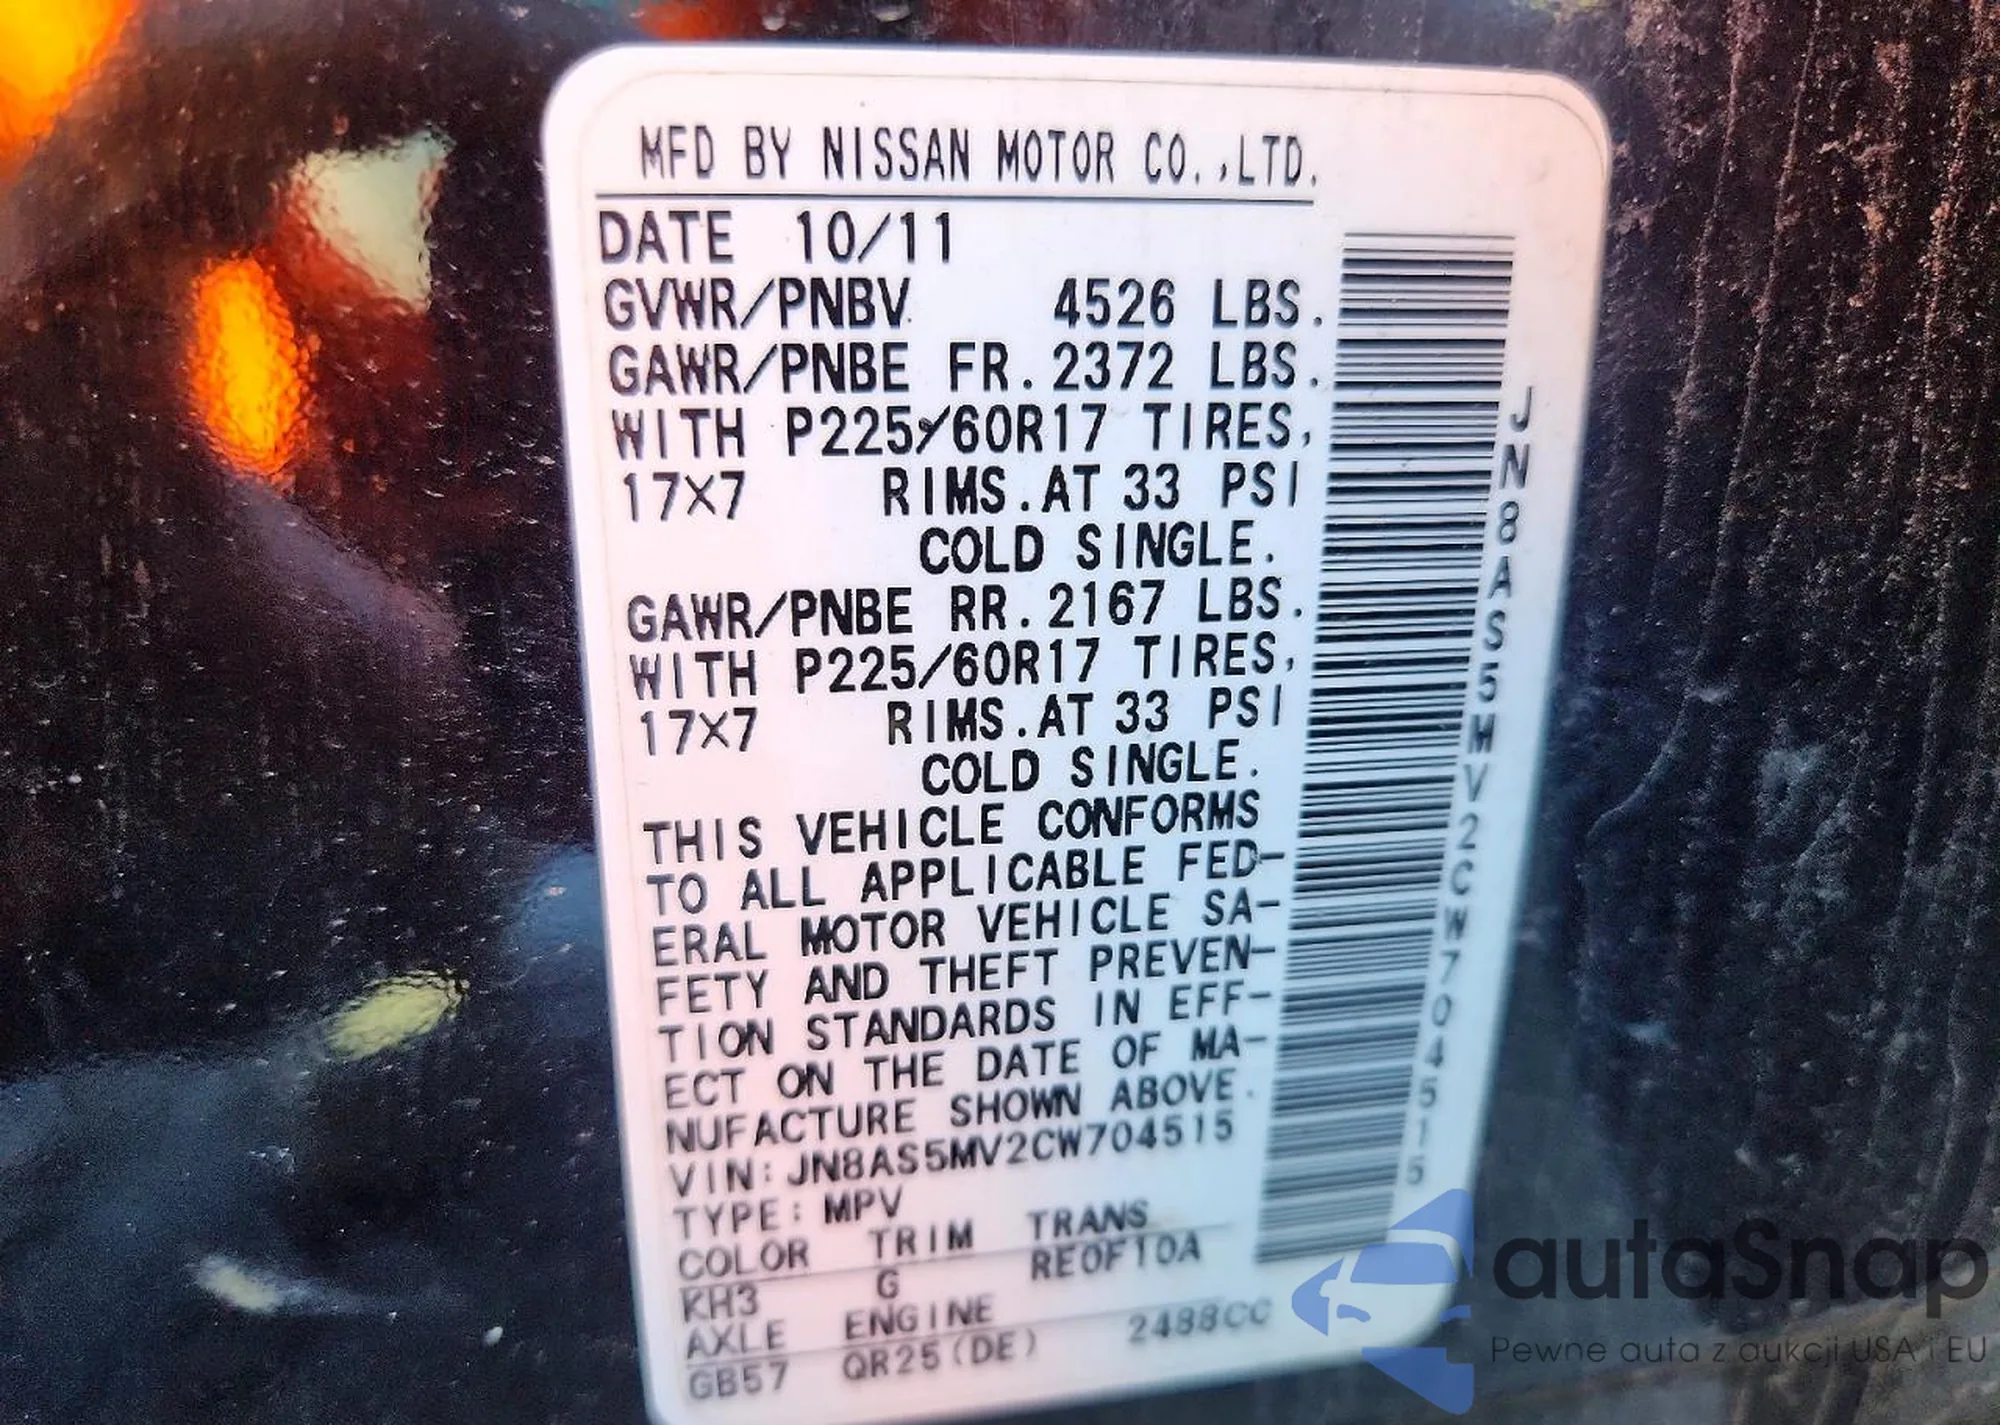 MFD BY NISSAN MOTOR CO.,LTD.
DATE 10/11
GVWR/PNBV 4526 LBS.
GAWR/PNBE FR. 2372 LBS.
WITH P225/60R17 TIRES,
17X7 RIMS.AT 33 PSI
COLD SINGLE.
GAWR/PNBE RR. 2167 LBS.
WITH P225/60R17 TIRES,
17X7 RIMS.AT 33 PSI
COLD SINGLE.
THIS VEHICLE CONFORMS
TO ALL APPLICABLE FED-
ERAL MOTOR VEHICLE SA-
FETY AND THEFT PREVEN-
TION STANDARDS IN EFF-
ECT ON THE DATE OF MA-
NUFACTURE SHOWN ABOVE.
VIN: JN8AS5MV2CW704515
TYPE: MPV
COLOR TRIM TRANS
KH3 G RE0F10A
AXLE ENGINE
GB57 QR25(DE) 2488CC
JN8AS5MV2CW704515
autaSnap
Pewne auta z aukcji USA i EU